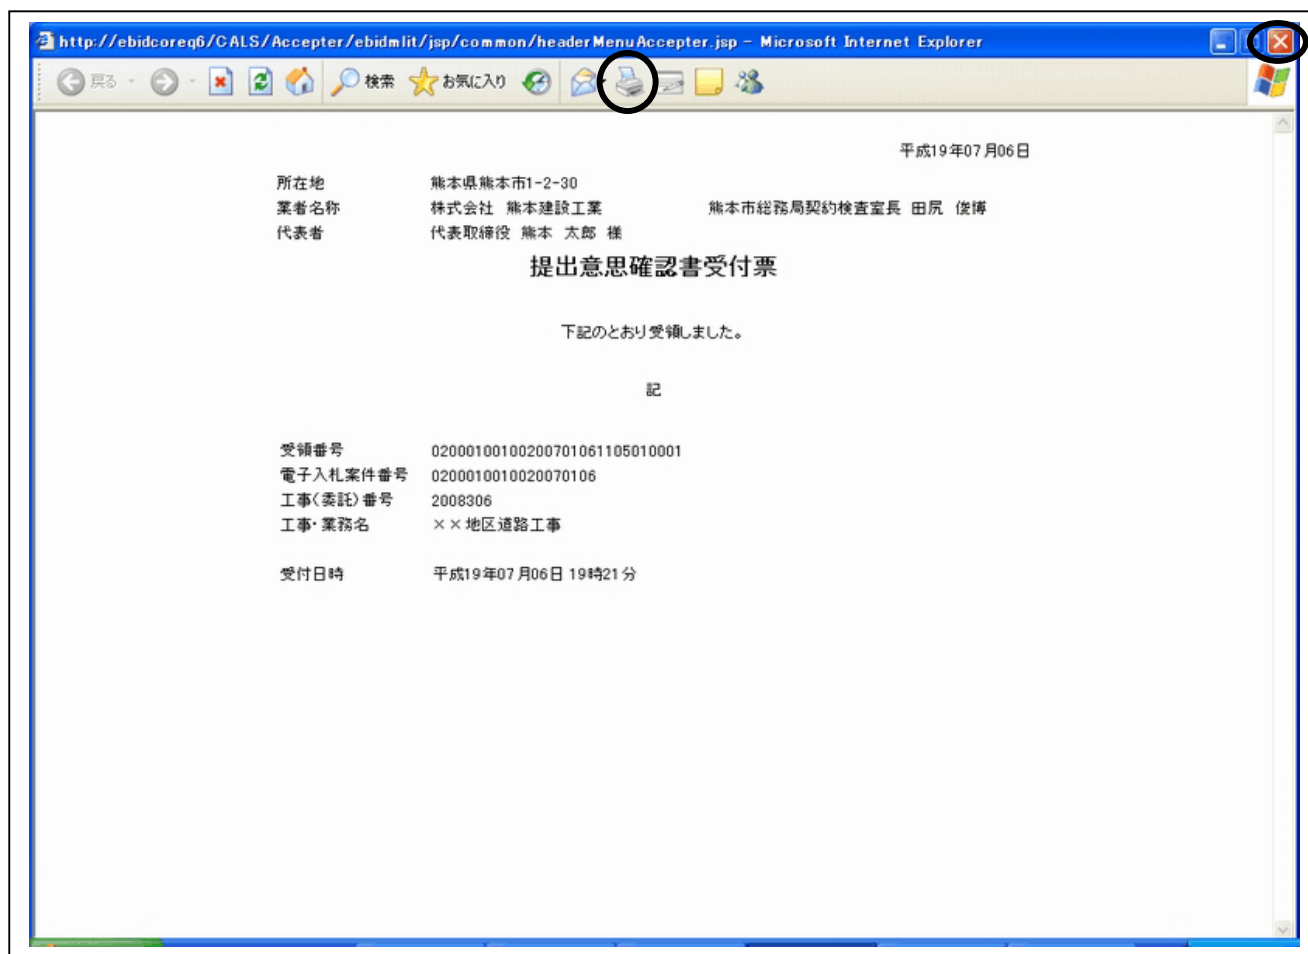 http://ebidcoreq6/CALS/Accepter/ebidmlit/jsp/common/headerMenuAccepter.jsp - Microsoft Internet Explorer
戻る 検索 お気に入り
平成19年07月06日
所在地 熊本県熊本市1-2-30
業者名称 株式会社 熊本建設工業 熊本市総務局契約検査室長 田尻 俊博
代表者 代表取締役 熊本 太郎 様
提出意思確認書受付票
下記のとおり受領しました。
記
受領番号 02000100100200701061105010001
電子入札案件番号 0200010010020070106
工事(委託)番号 2008306
工事・業務名 ××地区道路工事
受付日時 平成19年07月06日 19時21分